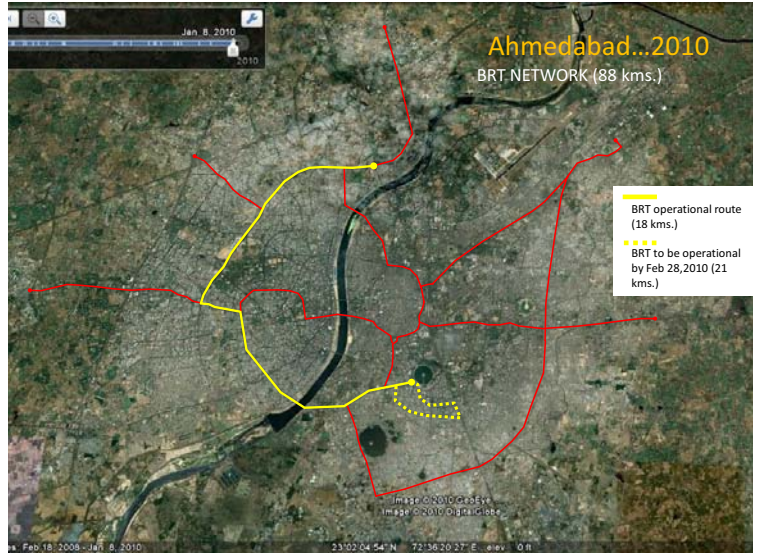 Jan. 8, 2010
2010
Ahmedabad...2010
BRT NETWORK (88 kms.)
BRT operational route
(18 kms.)
BRT to be operational
by Feb 28,2010 (21
kms.)
Image © 2010 GeoEye
Image © 2010 DigitalGlobe
es: Feb 18, 2008 - Jan 8, 2010
23°02'04.54" N 72°36'20.27" E elev 0 ft